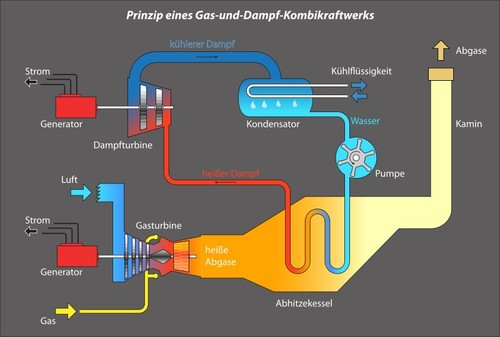 Prinzip eines Gas-und-Dampf-Kombikraftwerks
kühlerer Dampf
Abgase
Strom
Kühlflüssigkeit
Generator
Kondensator
Wasser
Kamin
Dampfturbine
heißer Dampf
Pumpe
Luft
Strom
Gasturbine
heiße
Abgase
Generator
Abhitzekessel
Gas